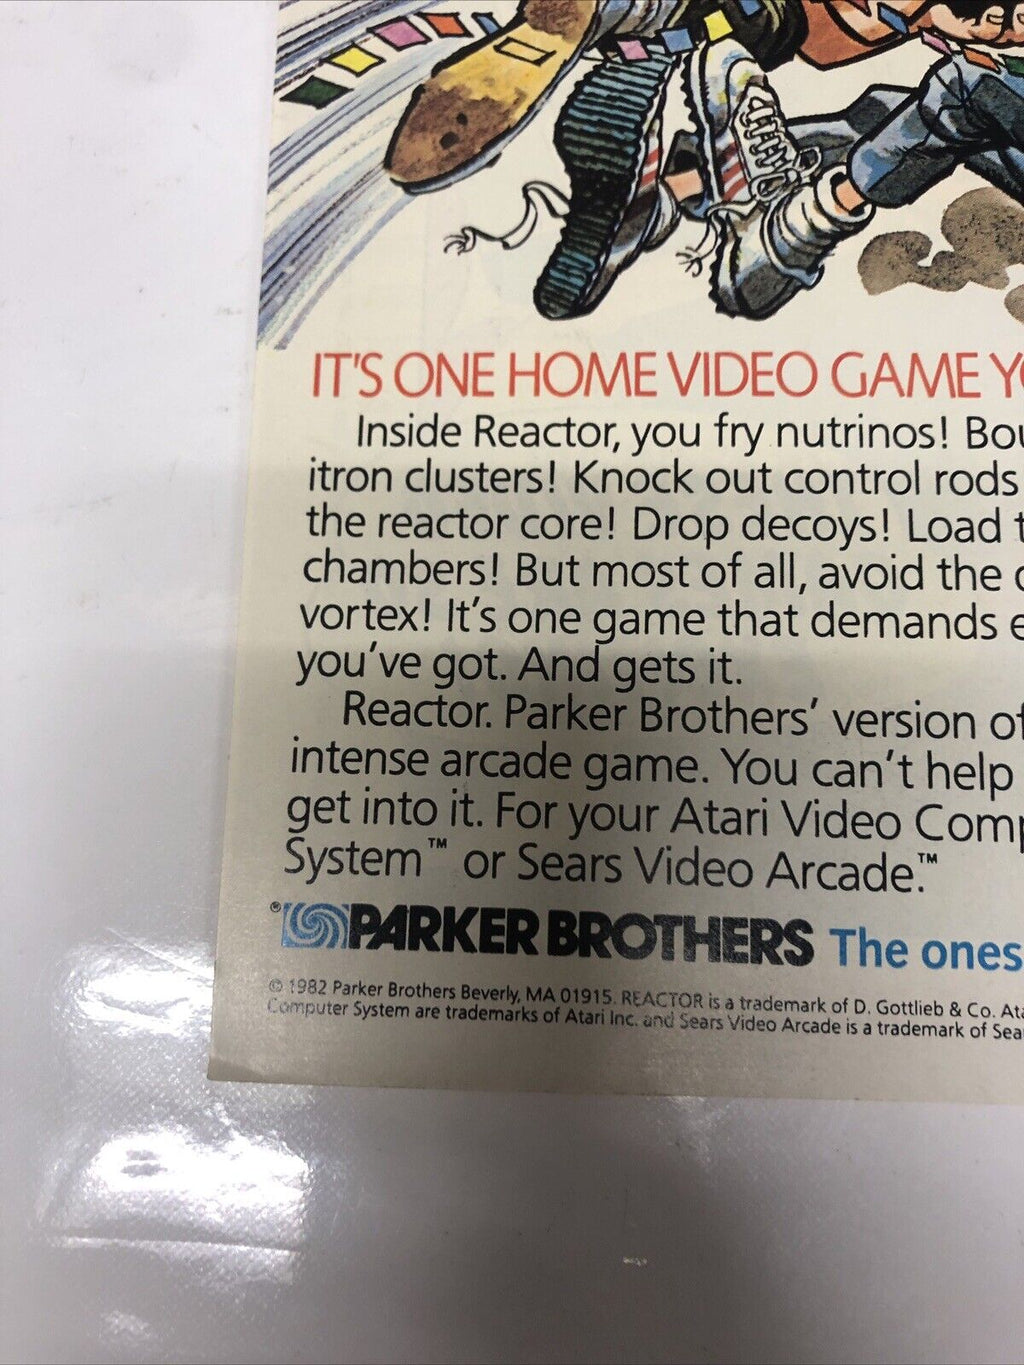 IT'S ONE HOME VIDEO GAME
Inside Reactor, you fry nutrinos!
itron clusters! Knock out control rods
the reactor core! Drop decoys! Load
chambers! But most of all, avoid the
vortex! It's one game that demands
you've got. And gets it.
Reactor. Parker Brothers' version of
intense arcade game. You can't help
get into it. For your Atari Video
System™ or Sears Video Arcade.™
® PARKER BROTHERS The ones
© 1982 Parker Brothers Beverly, MA 01915. REACTOR is a trademark of D. Gottlieb & Co.
Computer System are trademarks of Atari Inc. and Sears Video Arcade is a trademark of